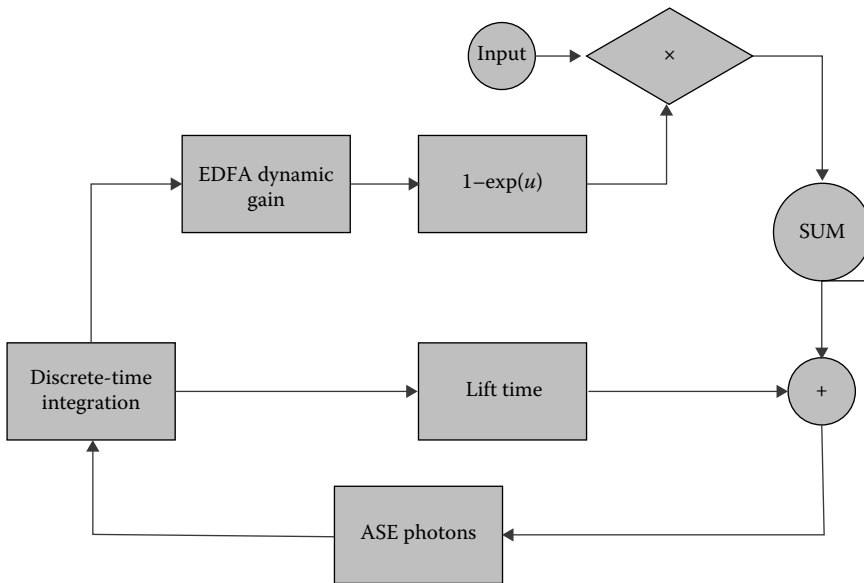 Input
×
EDFA dynamic
gain
1–exp(u)
SUM
Discrete-time
integration
Lift time
+
ASE photons